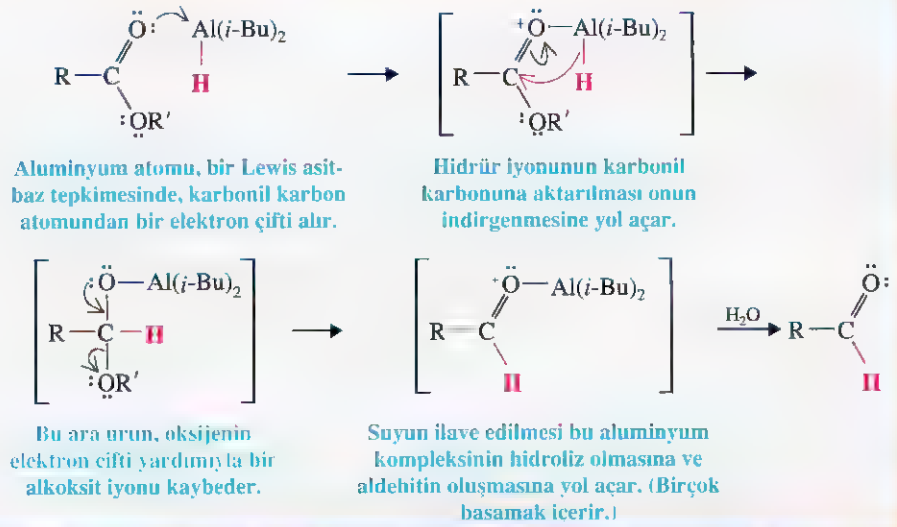 Ö: Al(i-Bu)₂
R—C H
:ÖR′
Aluminyum atomu, bir Lewis asit-
baz tepkimesinde, karbonil karbon
atomundan bir elektron çifti alır.
+Ö—Al(i-Bu)₂
R—C H
:ÖR′
Hidrür iyonunun karbonil
karbonuna aktarılması onun
indirgenmesine yol açar.
:Ö—Al(i-Bu)₂
R—C—H
:ÖR′
Bu ara urun, oksijenin
elektron cifti yardımıyla bir
alkoksit iyonu kaybeder.
+Ö—Al(i-Bu)₂
R—C
H
Suyun ilave edilmesi bu aluminyum
kompleksinin hidroliz olmasına ve
aldehitin oluşmasına yol açar. (Birçok
basamak icerir.)
H₂O
Ö:
R—C
H